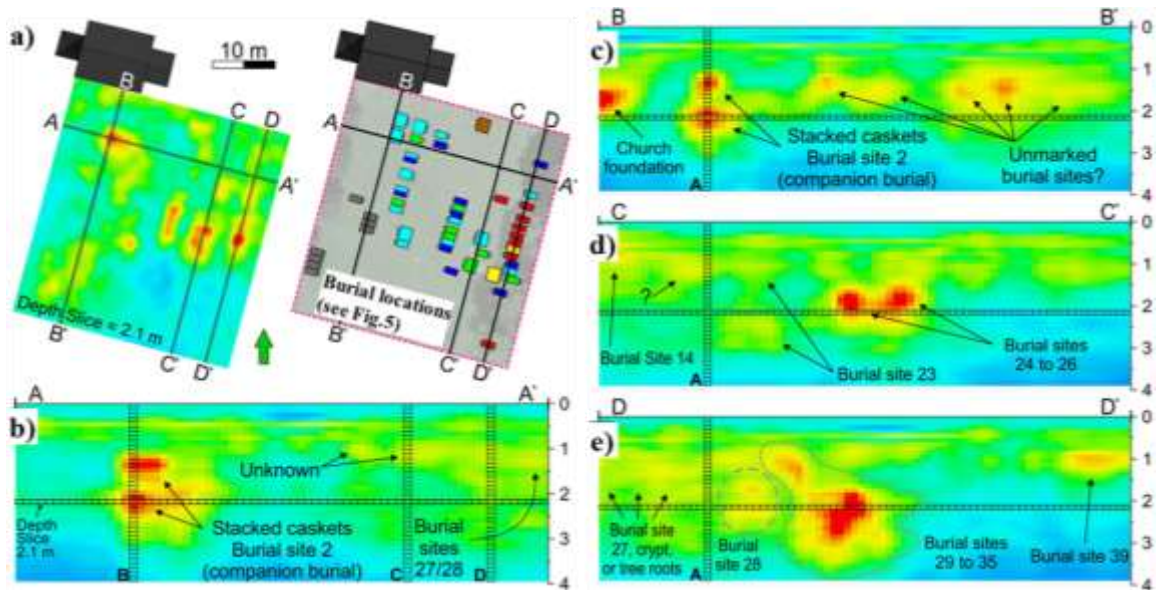 a)
10 m
B
A
C
D
A'
Depth Slice = 2.1 m
B'
C'
D'
B
A
C
D
A'
Burial locations
(see Fig.5)
B'
C'
D'
b)
A
A'
0
1
2
3
4
Unknown
Depth
Slice
2.1 m
Stacked caskets
Burial site 2
(companion burial)
Burial
sites
27/28
B
C
D
c)
B
B'
0
1
2
3
4
Church
foundation
Stacked caskets
Burial site 2
(companion burial)
Unmarked
burial sites?
A
d)
C
C'
0
1
2
3
4
?
Burial Site 14
Burial site 23
Burial sites
24 to 26
A
e)
D
D'
0
1
2
3
4
Burial site
27, crypt,
or tree roots
Burial
site 28
Burial sites
29 to 35
Burial site 39
A